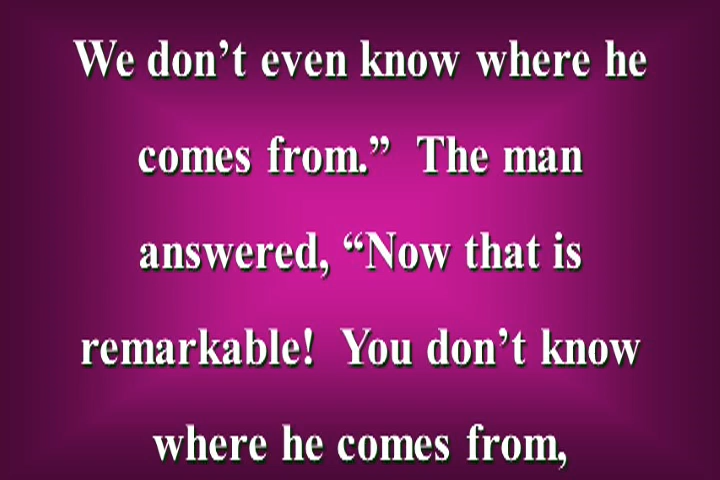 We don’t even know where he
comes from.”  The man
answered, “Now that is
remarkable!  You don’t know
where he comes from,